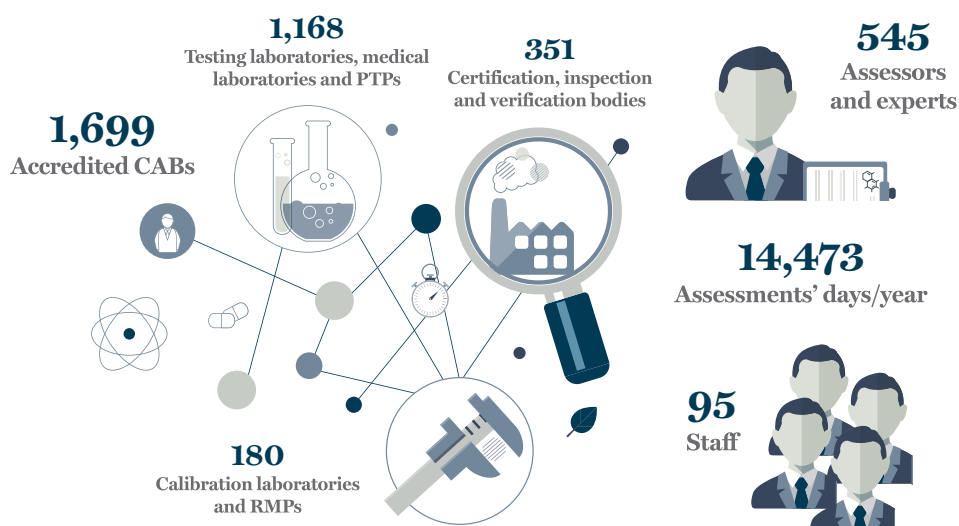 1,168
Testing laboratories, medical
laboratories and PTPs
351
Certification, inspection
and verification bodies
545
Assessors
and experts
1,699
Accredited CABs
14,473
Assessments’ days/year
95
Staff
180
Calibration laboratories
and RMPs